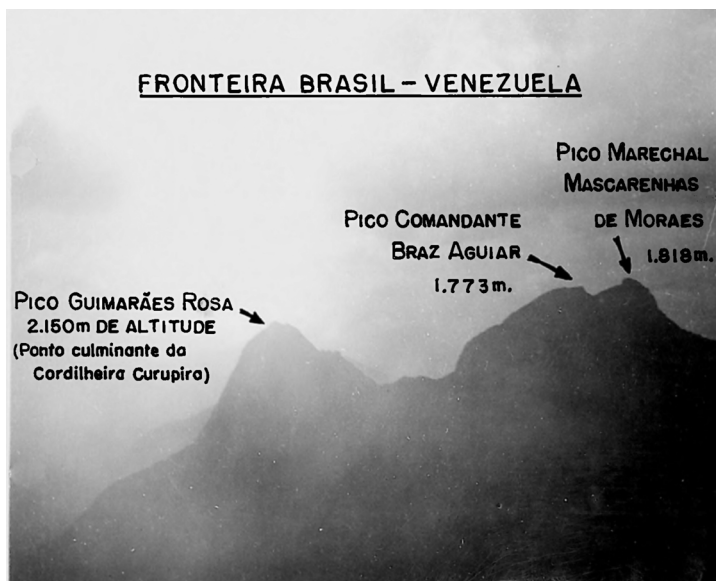 FRONTEIRA BRASIL – VENEZUELA
PICO MARECHAL
MASCARENHAS
DE MORAES
1.818m.
PICO COMANDANTE
BRAZ AGUIAR
1.773m.
PICO GUIMARÃES ROSA
2.150m DE ALTITUDE
(Ponto culminante da
Cordilheira Curupira)